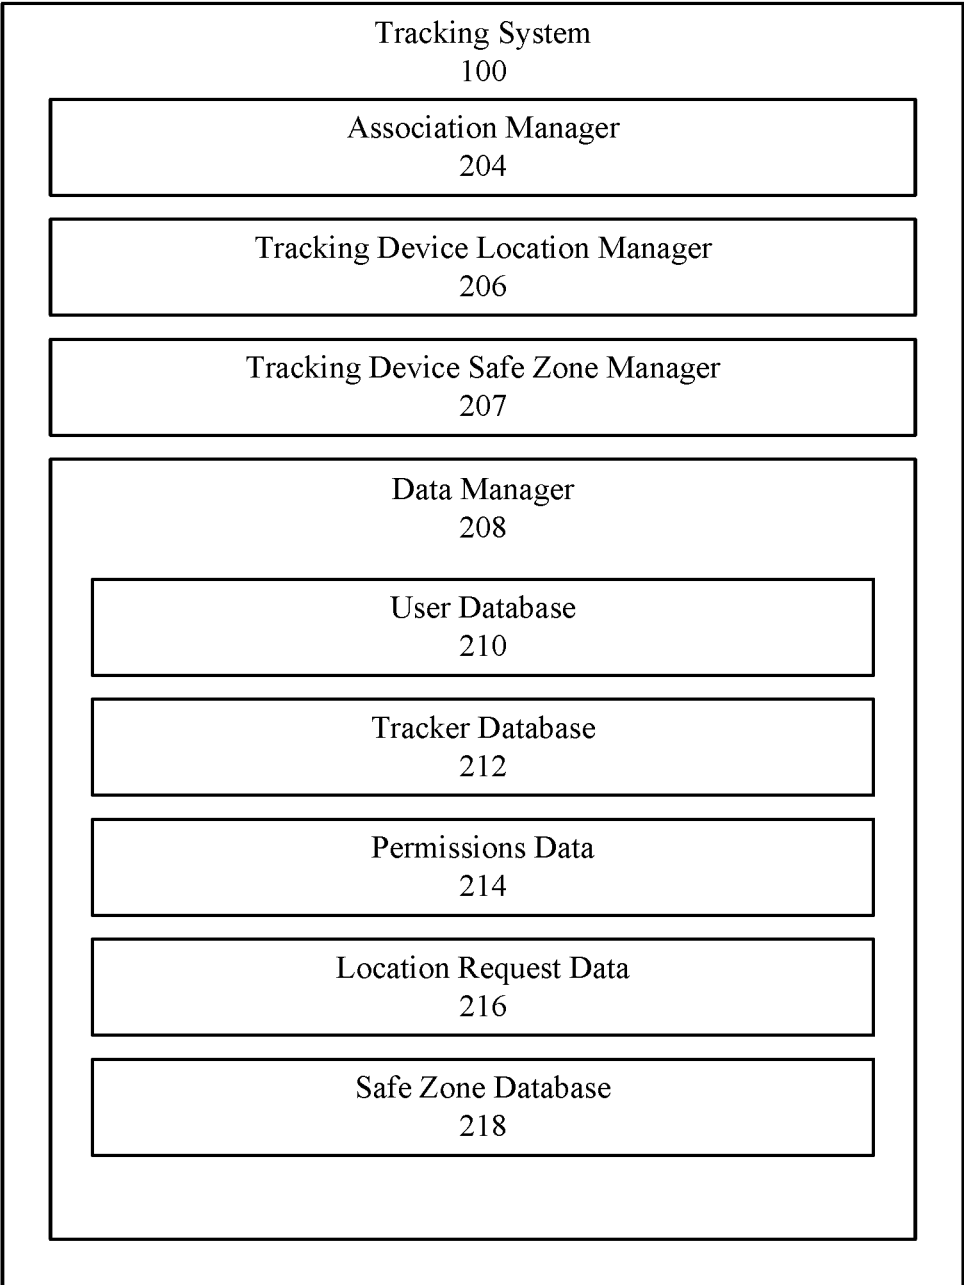 Tracking System
100
Association Manager
204
Tracking Device Location Manager
206
Tracking Device Safe Zone Manager
207
Data Manager
208
User Database
210
Tracker Database
212
Permissions Data
214
Location Request Data
216
Safe Zone Database
218